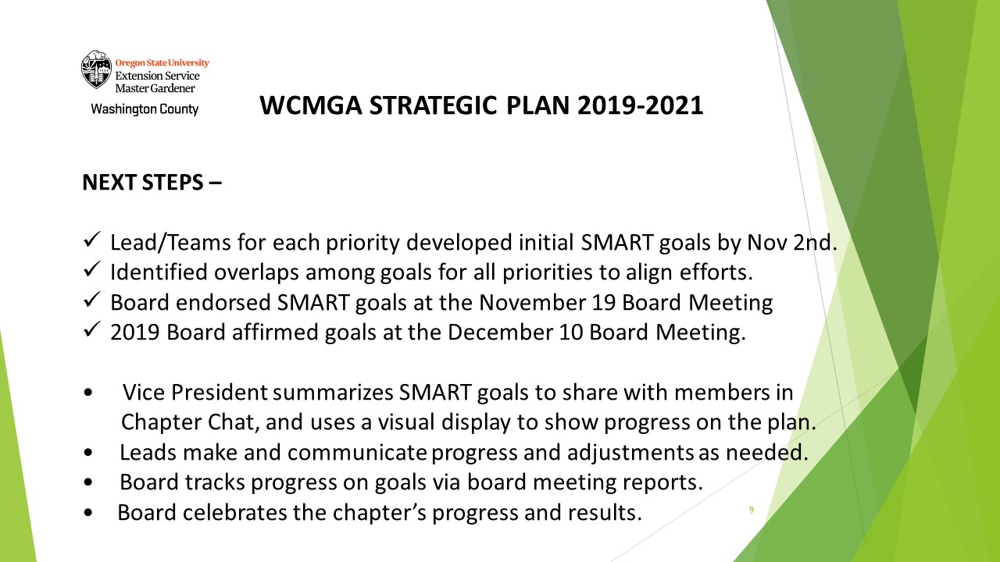 Oregon State University
Extension Service
Master Gardener
Washington County
WCMGA STRATEGIC PLAN 2019-2021
NEXT STEPS –
✓ Lead/Teams for each priority developed initial SMART goals by Nov 2nd.
✓ Identified overlaps among goals for all priorities to align efforts.
✓ Board endorsed SMART goals at the November 19 Board Meeting
✓ 2019 Board affirmed goals at the December 10 Board Meeting.
• Vice President summarizes SMART goals to share with members in
Chapter Chat, and uses a visual display to show progress on the plan.
• Leads make and communicate progress and adjustments as needed.
• Board tracks progress on goals via board meeting reports.
• Board celebrates the chapter’s progress and results.
9